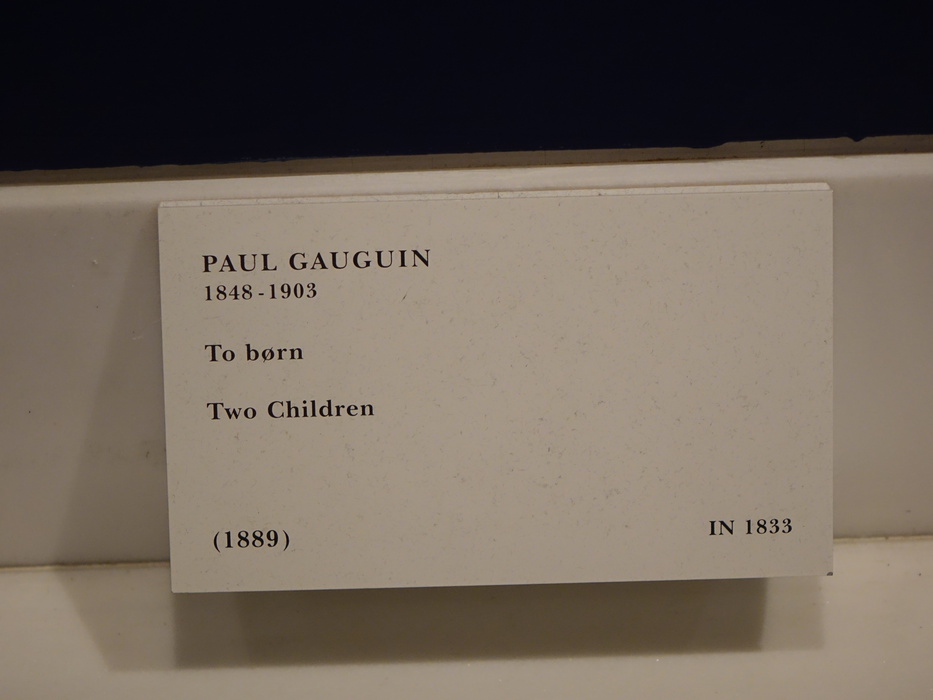 PAUL GAUGUIN
1848-1903
To børn
Two Children
(1889)
IN 1833